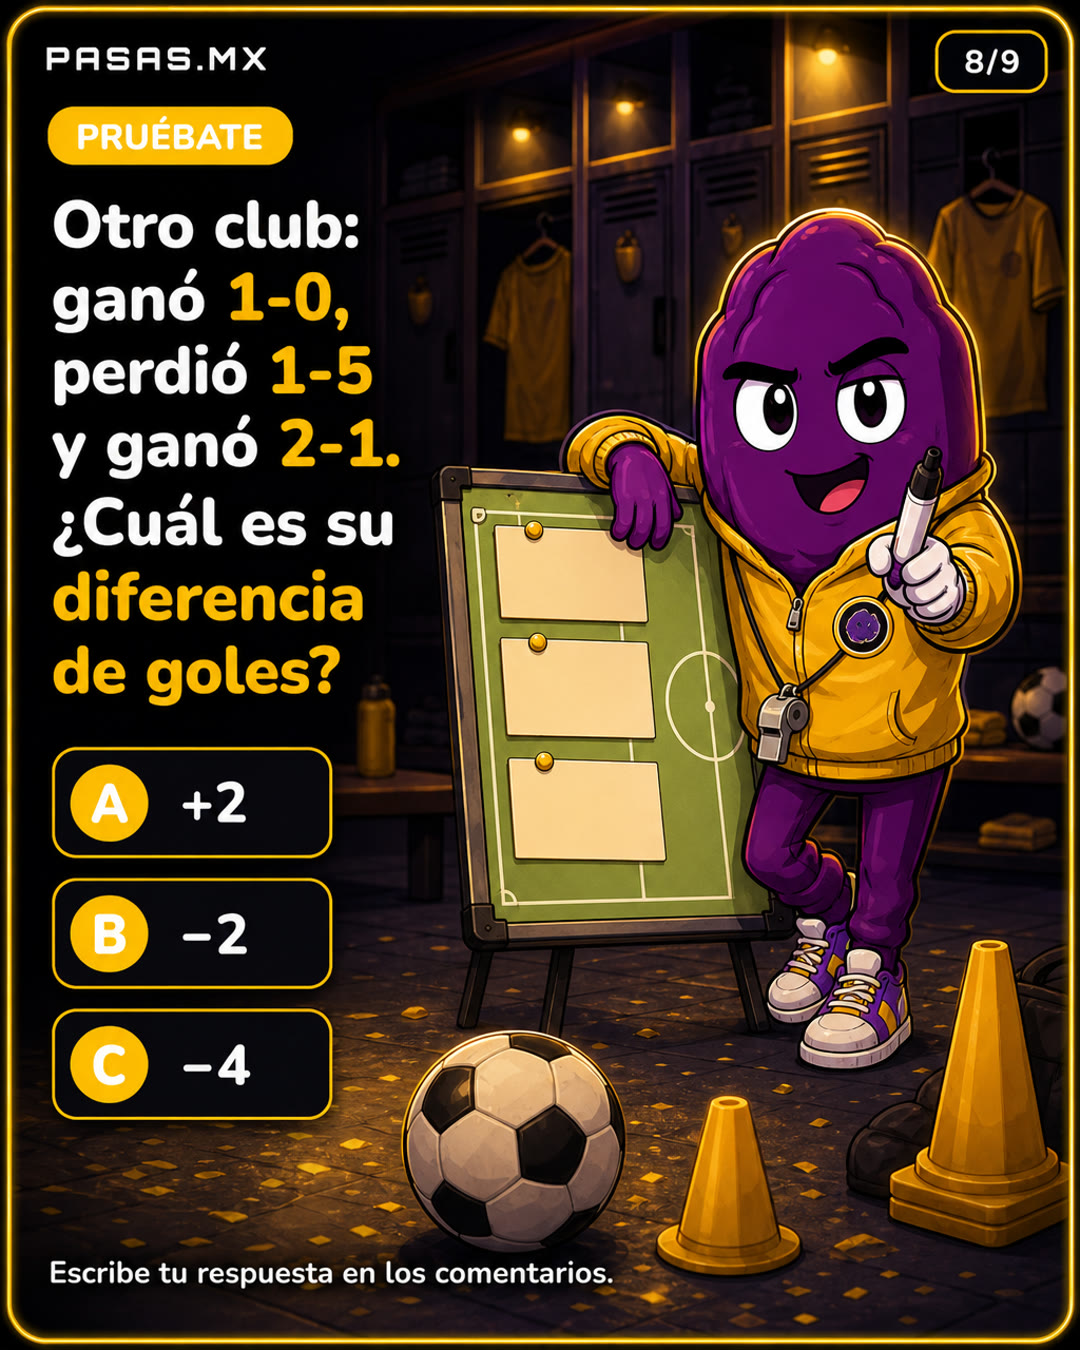 PASAS.MX
8/9
PRUÉBATE
Otro club:
ganó 1-0,
perdió 1-5
y ganó 2-1.
¿Cuál es su
diferencia
de goles?
A +2
B −2
C −4
Escribe tu respuesta en los comentarios.